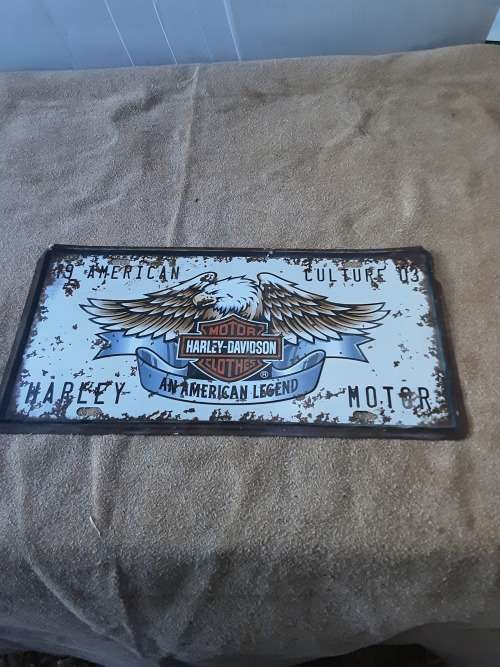 19 AMERICAN CULTURE 03
MOTOR
HARLEY-DAVIDSON
CLOTHES
®
AN AMERICAN LEGEND
HARLEY MOTOR